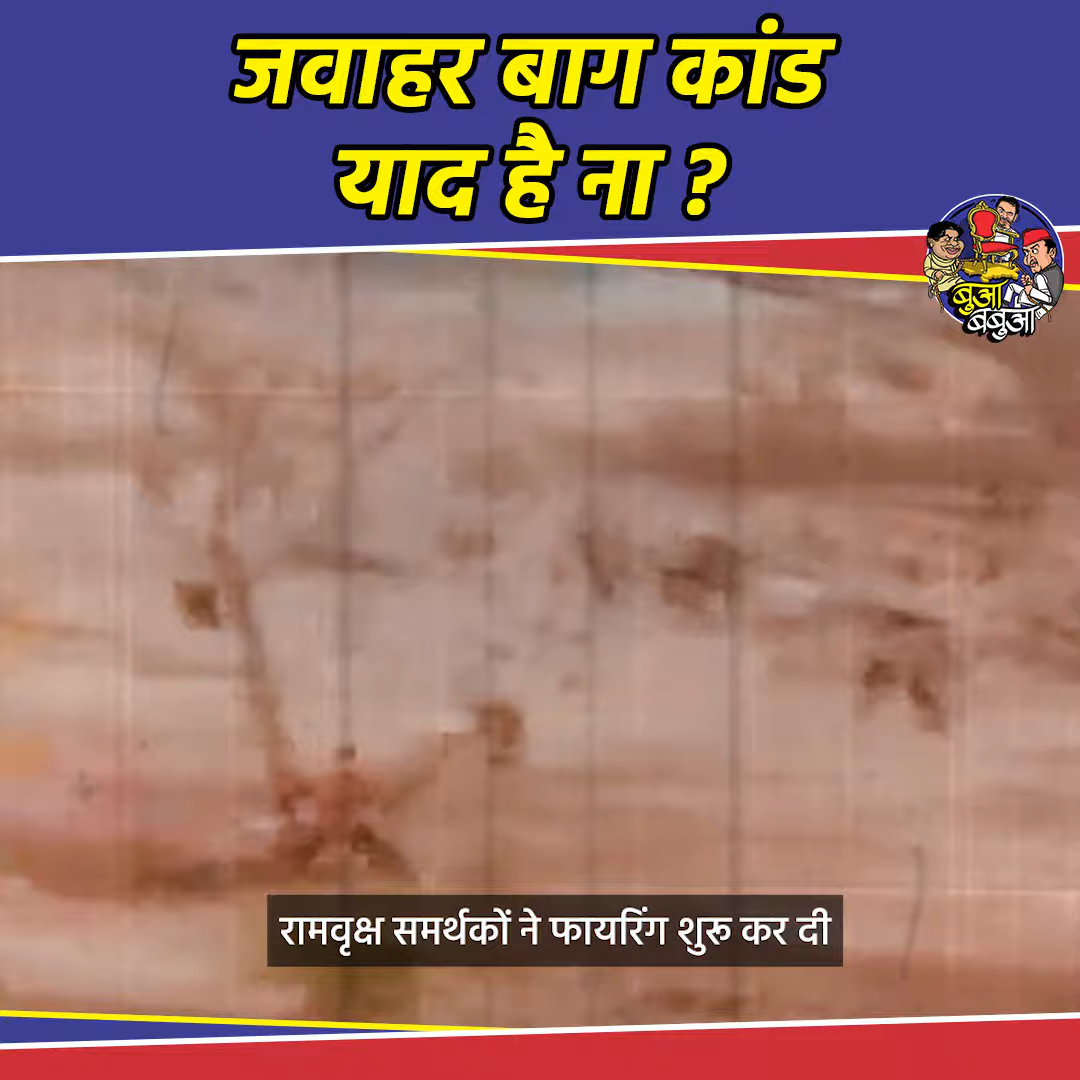 जवाहर बाग कांड
याद है ना ?
बुआ
बबुआ
रामवृक्ष समर्थकों ने फायरिंग शुरू कर दी